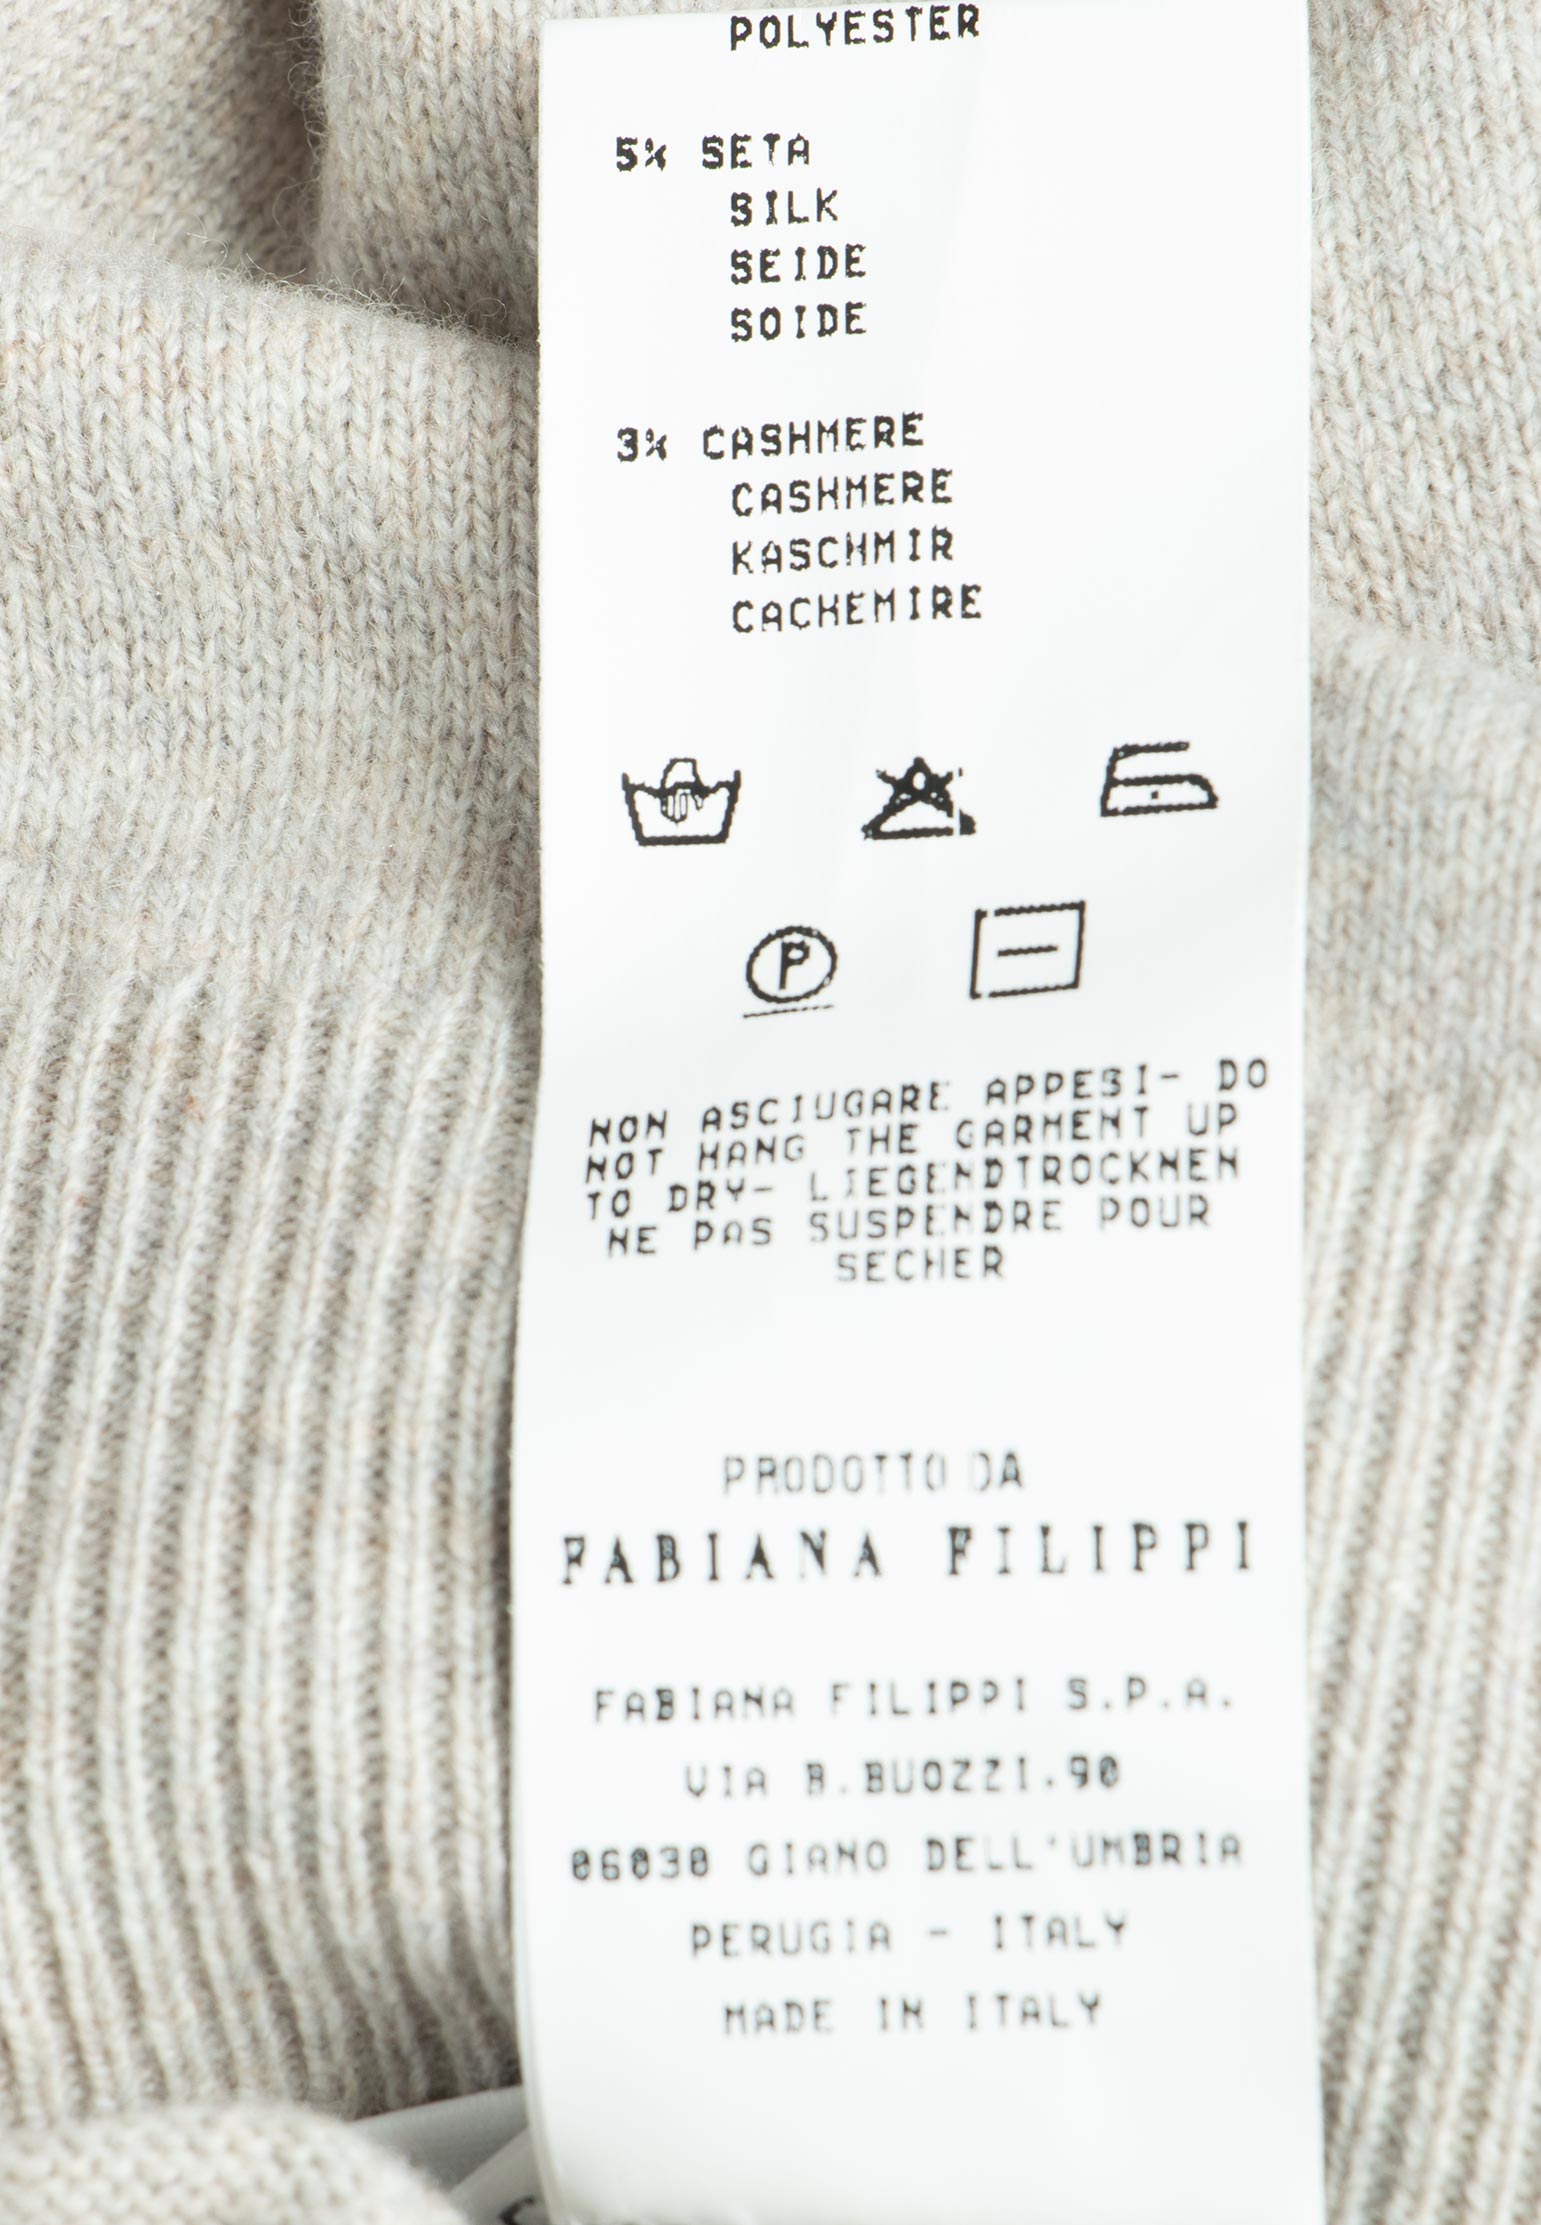 POLYESTER
5% SETA
SILK
SEIDE
SOIDE
3% CASHMERE
CASHMERE
KASCHMIR
CACHEMIRE
P
NON ASCIUGARE APPESI- DO
NOT HANG THE GARMENT UP
TO DRY- LIEGENDTROCKNEN
NE PAS SUSPENDRE POUR
SECHER
PRODOTTO DA
FABIANA FILIPPI
FABIANA FILIPPI S.P.A.
VIA B.BUOZZI.90
06030 GIANO DELL'UMBRIA
PERUGIA - ITALY
MADE IN ITALY